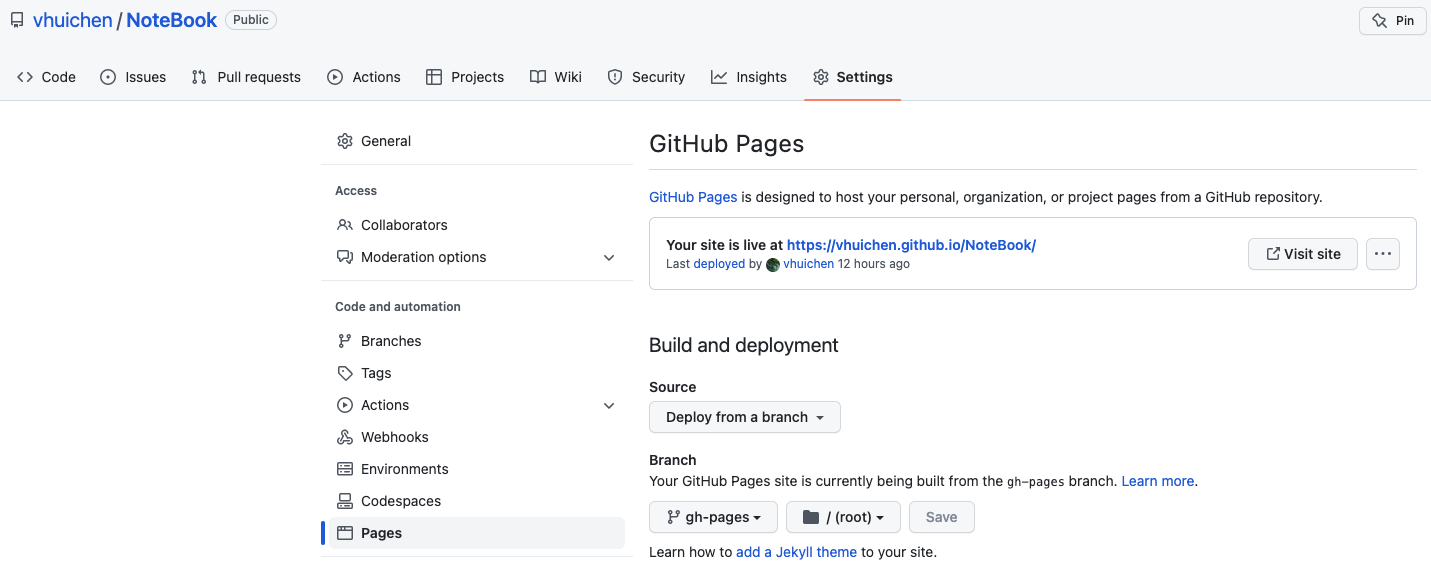 vhuichen / NoteBook Public
Pin
Code Issues Pull requests Actions Projects Wiki Security Insights Settings
General
Access
Collaborators
Moderation options
Code and automation
Branches
Tags
Actions
Webhooks
Environments
Codespaces
Pages
GitHub Pages
GitHub Pages is designed to host your personal, organization, or project pages from a GitHub repository.
Your site is live at https://vhuichen.github.io/NoteBook/
Last deployed by vhuichen 12 hours ago
Visit site
Build and deployment
Source
Deploy from a branch
Branch
Your GitHub Pages site is currently being built from the gh-pages branch. Learn more.
gh-pages / (root) Save
Learn how to add a Jekyll theme to your site.